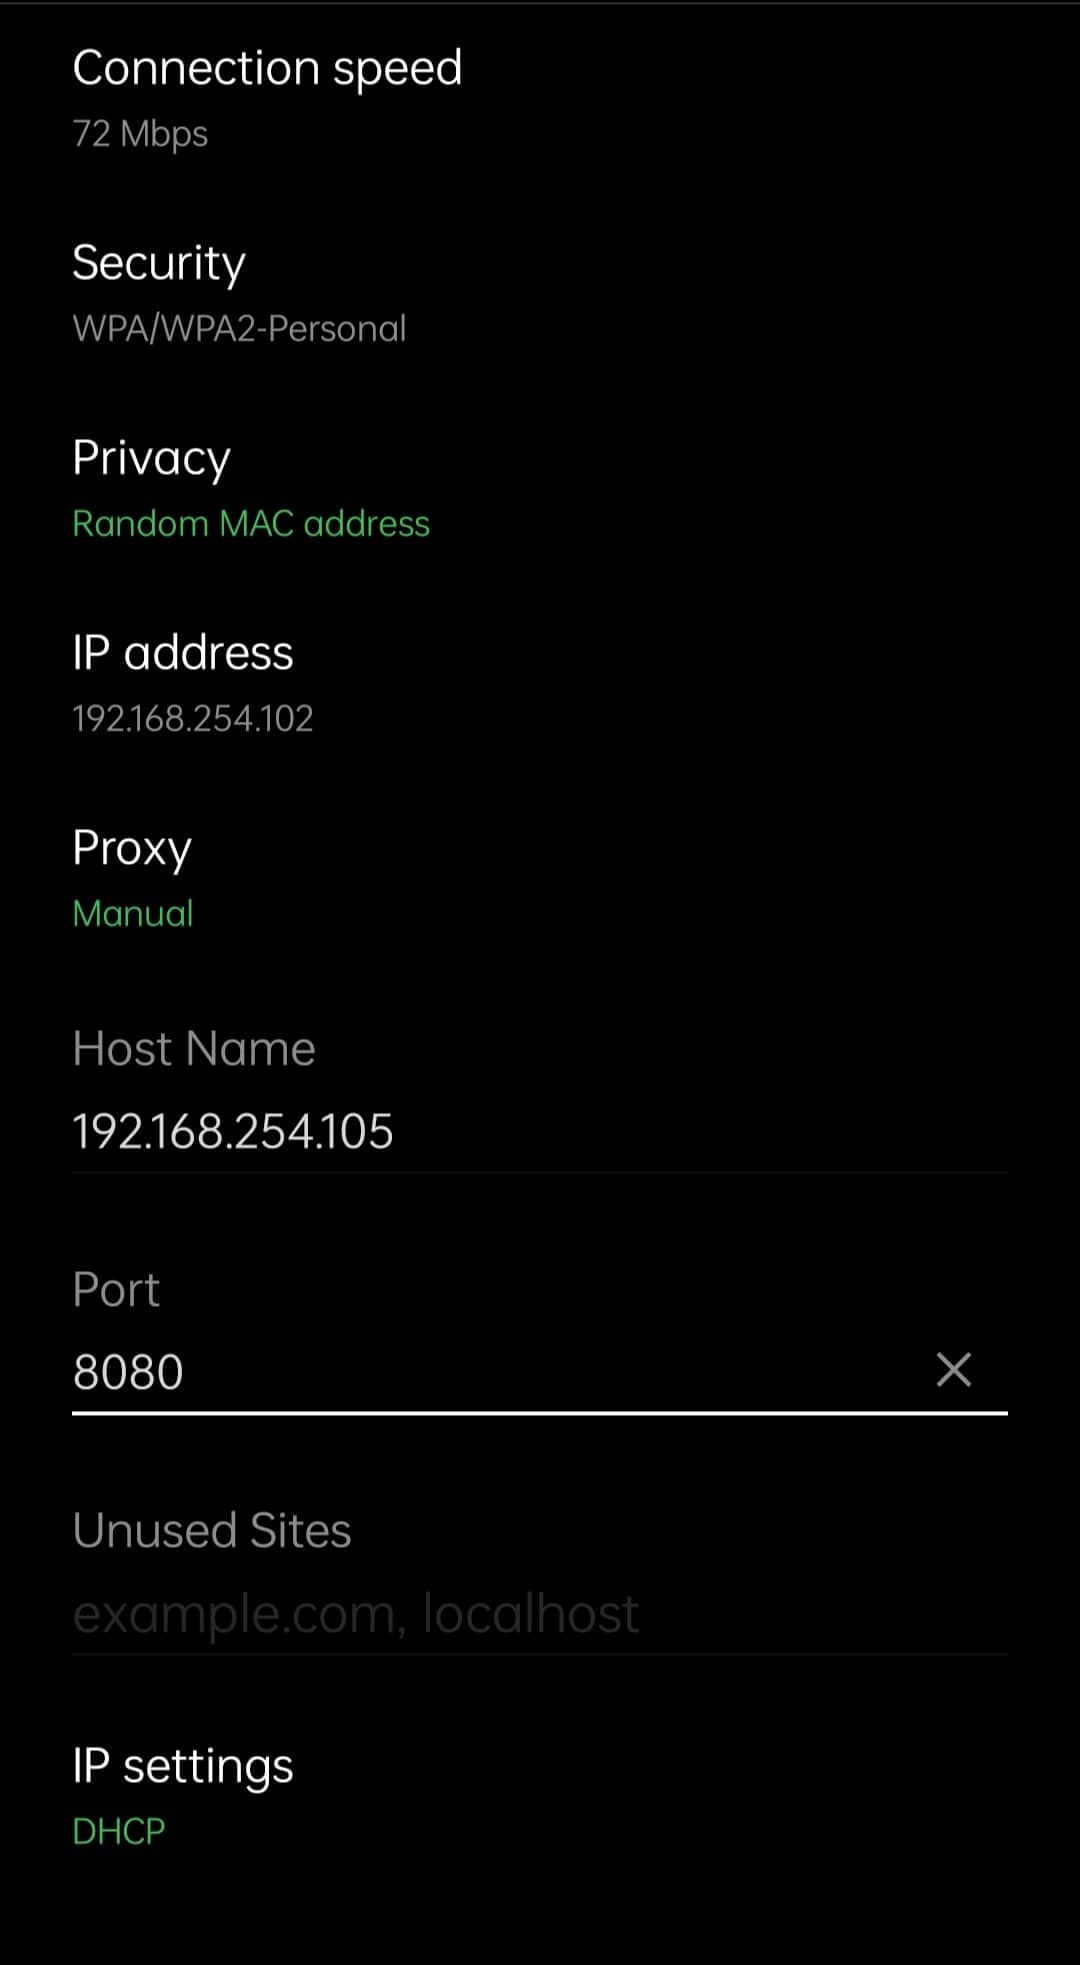 Connection speed
72 Mbps
Security
WPA/WPA2-Personal
Privacy
Random MAC address
IP address
192.168.254.102
Proxy
Manual
Host Name
192.168.254.105
Port
8080
Unused Sites
example.com, localhost
IP settings
DHCP